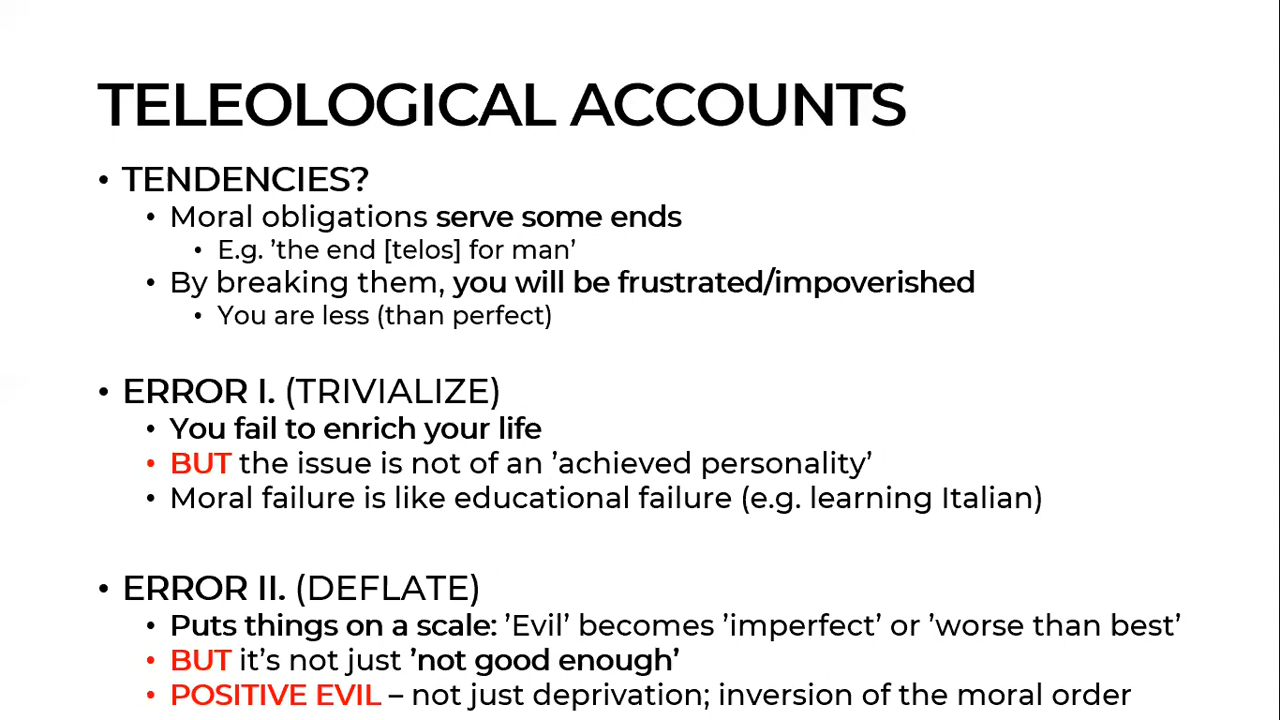 TELEOLOGICAL ACCOUNTS
• TENDENCIES?
• Moral obligations serve some ends
• E.g. ’the end [telos] for man’
• By breaking them, you will be frustrated/impoverished
• You are less (than perfect)
• ERROR I. (TRIVIALIZE)
• You fail to enrich your life
• BUT the issue is not of an ’achieved personality’
• Moral failure is like educational failure (e.g. learning Italian)
• ERROR II. (DEFLATE)
• Puts things on a scale: ’Evil’ becomes ’imperfect’ or ’worse than best’
• BUT it’s not just ’not good enough’
• POSITIVE EVIL – not just deprivation; inversion of the moral order